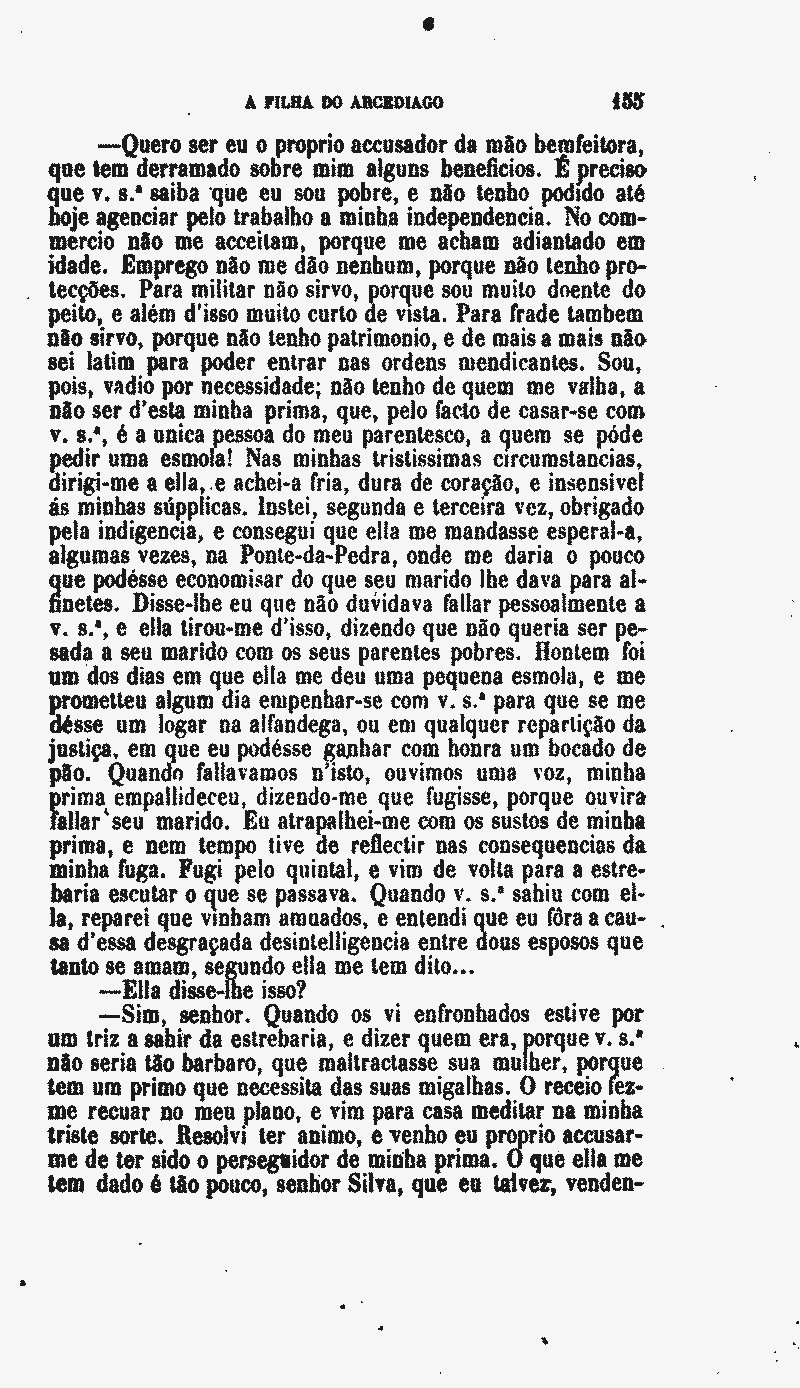 A FILHA DO ARCEDIAGO 155
—Quero ser eu o proprio accusador da mão bemfeitora,
que tem derramado sobre mim alguns beneficios. É preciso
que v. s.ª saiba que eu sou pobre, e não tenho podido até
hoje agenciar pelo trabalho a minha independencia. No com-
mercio não me acceitam, porque me acham adiantado em
idade. Emprego não me dão nenhum, porque não tenho pro-
tecções. Para militar não sirvo, porque sou muito doente do
peito, e além d'isso muito curto de vista. Para frade tambem
não sirvo, porque não tenho patrimonio, e de mais a mais não
sei latim para poder entrar nas ordens mendicantes. Sou,
pois, vadio por necessidade; não tenho de quem me valha, a
não ser d'esta minha prima, que, pelo facto de casar-se com
v. s.ª, é a unica pessoa do meu parentesco, a quem se póde
pedir uma esmola! Nas minhas tristissimas circumstancias,
dirigi-me a ella, e achei-a fria, dura de coração, e insensivel
ás minhas súpplicas. Instei, segunda e terceira vez, obrigado
pela indigencia, e consegui que ella me mandasse esperal-a,
algumas vezes, na Ponte-da-Pedra, onde me daria o pouco
que podésse economisar do que seu marido lhe dava para al-
finetes. Disse-lhe eu que não duvidava fallar pessoalmente a
v. s.ª, e ella tirou-me d'isso, dizendo que não queria ser pe-
sada a seu marido com os seus parentes pobres. Hontem foi
um dos dias em que ella me deu uma pequena esmola, e me
prometteu algum dia empenhar-se com v. s.ª para que se me
désse um logar na alfandega, ou em qualquer repartição da
justiça, em que eu podésse ganhar com honra um bocado de
pão. Quando fallavamos n'isto, ouvimos uma voz, minha
prima empallideceu, dizendo-me que fugisse, porque ouvira
fallar seu marido. Eu atrapalhei-me com os sustos de minha
prima, e nem tempo tive de reflectir nas consequencias da
minha fuga. Fugi pelo quintal, e vim de volta para a estre-
baria escutar o que se passava. Quando v. s.ª sahiu com el-
la, reparei que vinham amuados, e entendi que eu fôra a cau-
sa d'essa desgraçada desintelligencia entre dous esposos que
tanto se amam, segundo ella me tem dito...
—Ella disse-lhe isso?
—Sim, senhor. Quando os vi enfronhados estive por
um triz a sahir da estrebaria, e dizer quem era, porque v. s.ª
não seria tão barbaro, que maltractasse sua mulher, porque
tem um primo que necessita das suas migalhas. O receio fez-
me recuar no meu plano, e vim para casa meditar na minha
triste sorte. Resolvi ter animo, e venho eu proprio accusar-
me de ter sido o perseguidor de minha prima. O que ella me
tem dado é tão pouco, senhor Silva, que eu talvez, venden-